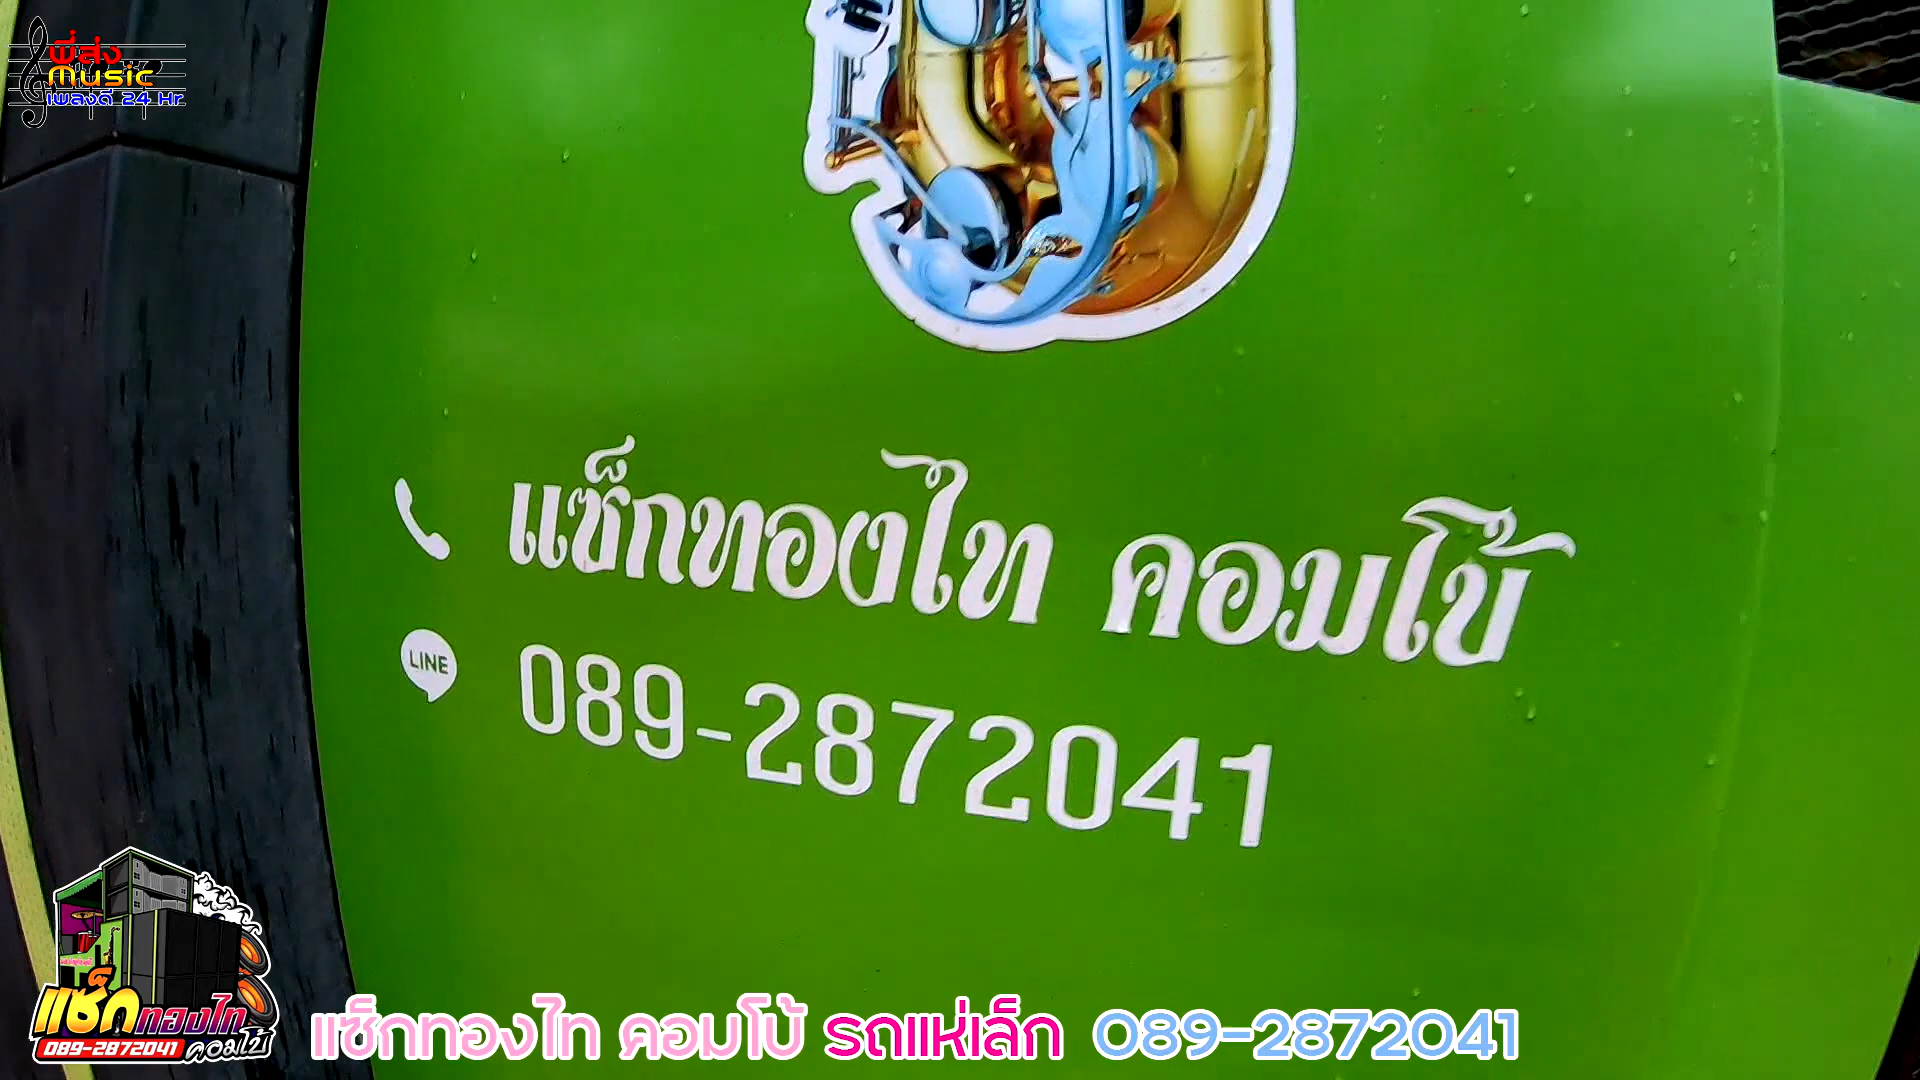 พี่ส่ง
Music
เพลงดี 24 Hr
แซ็กทองไท คอมโบ้
LINE
089-2872041
แซ็ก
ทองไท
089-2872041
คอมโบ้
แซ็กทองไท คอมโบ้ รถแห่เล็ก 089-2872041